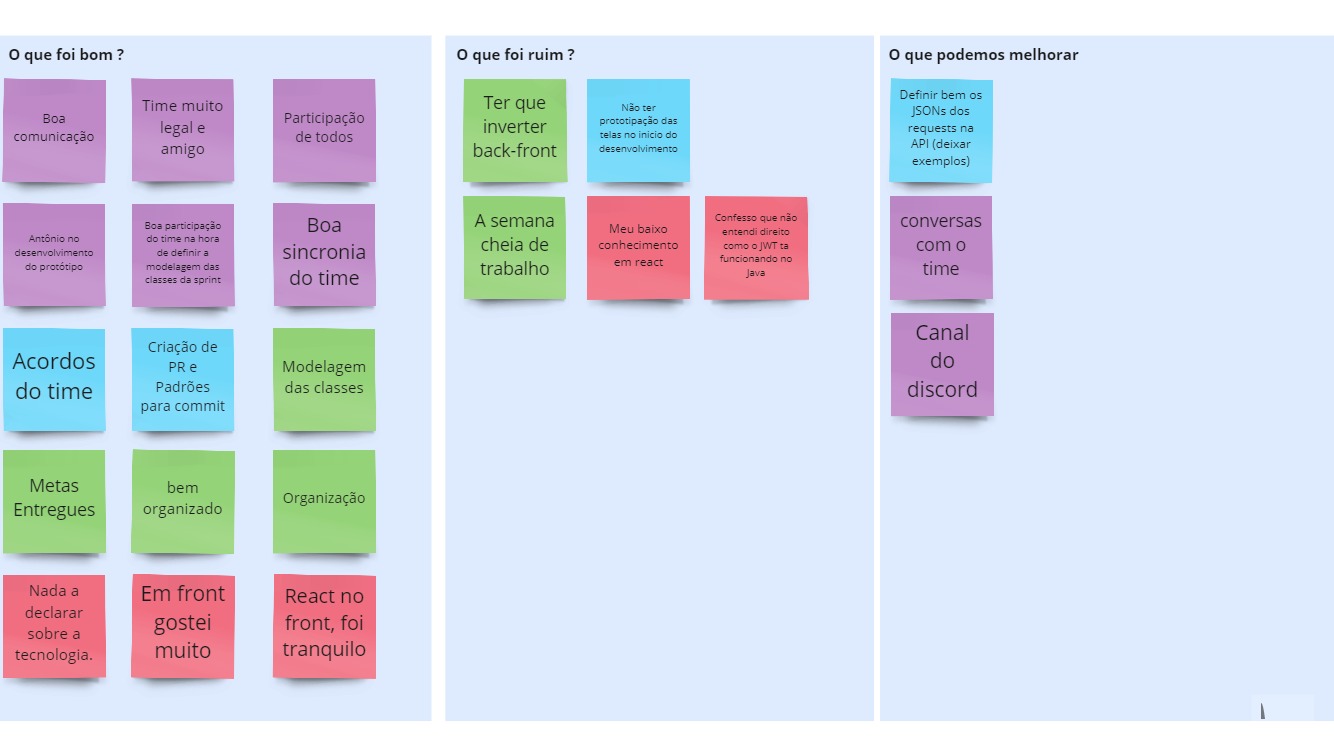 O que foi bom ?
Boa
comunicação
Time muito
legal e
amigo
Participação
de todos
Antônio no
desenvolvimento
do protótipo
Boa participação
do time na hora
de definir a
modelagem das
classes da sprint
Boa
sincronia
do time
Acordos
do time
Criação de
PR e
Padrões
para commit
Modelagem
das classes
Metas
Entregues
bem
organizado
Organização
Nada a
declarar
sobre a
tecnologia.
Em front
gostei
muito
React no
front, foi
tranquilo
O que foi ruim ?
Ter que
inverter
back-front
Não ter
prototipação das
telas no inicio do
desenvolvimento
A semana
cheia de
trabalho
Meu baixo
conhecimento
em react
Confesso que não
entendi direito
como o JWT ta
funcionando no
Java
O que podemos melhorar
Definir bem os
JSONs dos
requests na
API (deixar
exemplos)
conversas
com o
time
Canal
do
discord